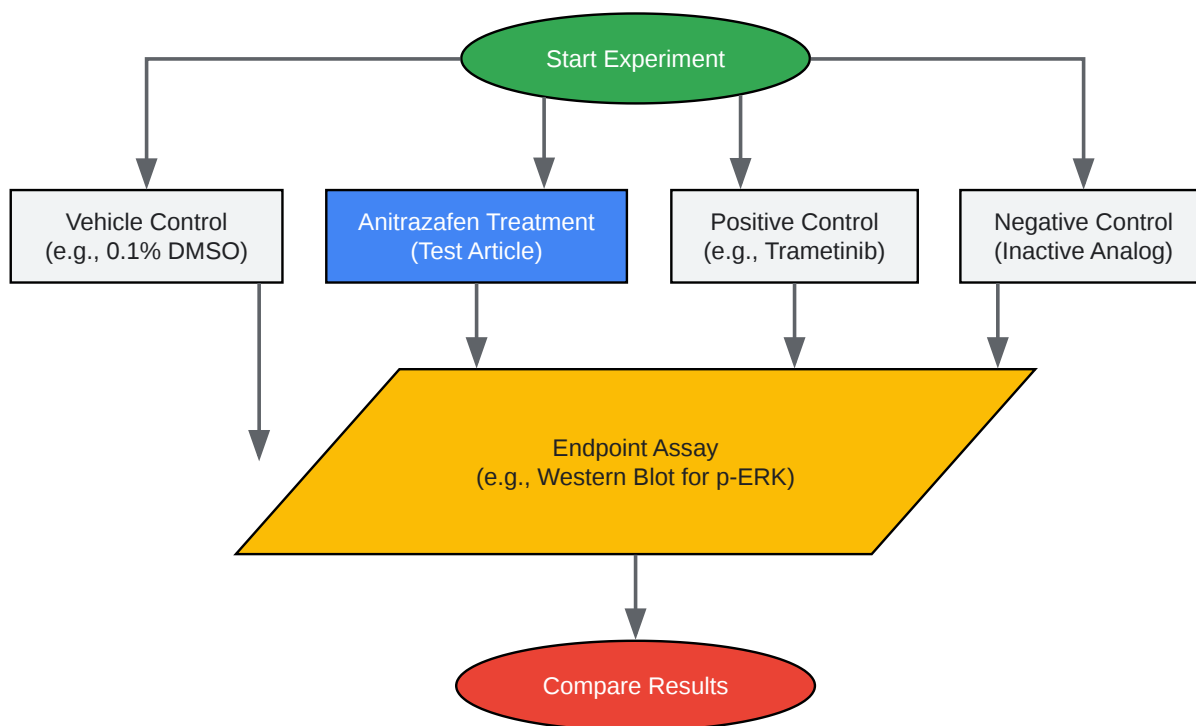 Start Experiment
Vehicle Control
(e.g., 0.1% DMSO)
Anitrazafen Treatment
(Test Article)
Positive Control
(e.g., Trametinib)
Negative Control
(Inactive Analog)
Endpoint Assay
(e.g., Western Blot for p-ERK)
Compare Results